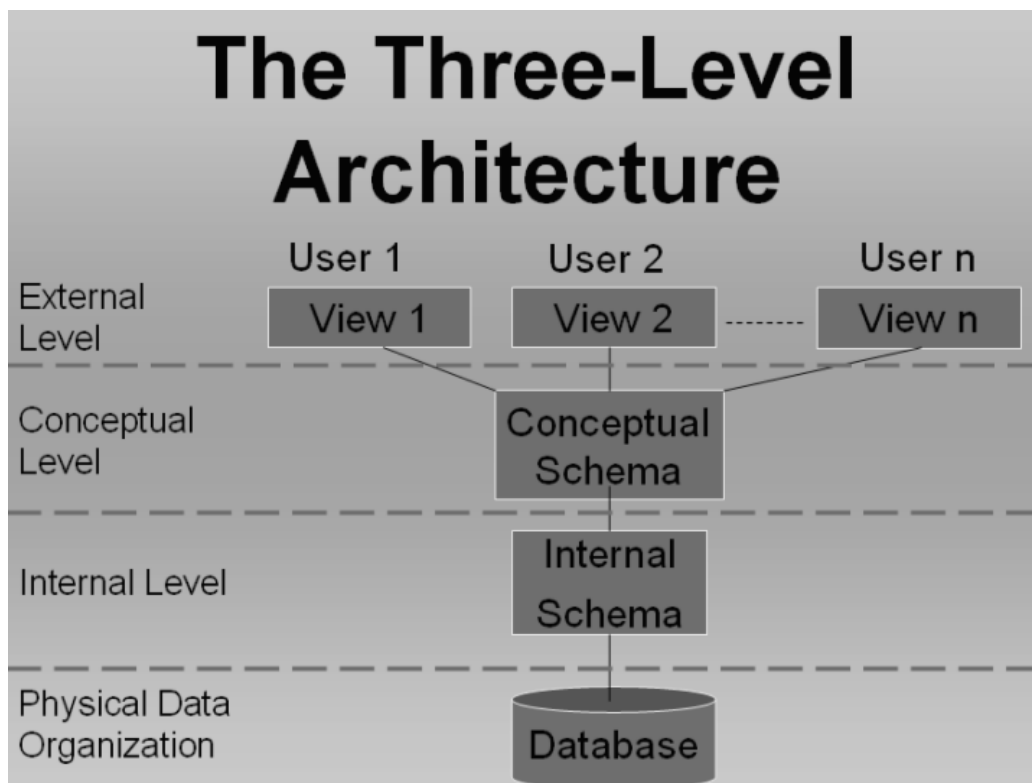 The Three-Level
Architecture
User 1 User 2 User n
External
Level
View 1 View 2 View n
Conceptual
Level
Conceptual
Schema
Internal Level
Internal
Schema
Physical Data
Organization
Database